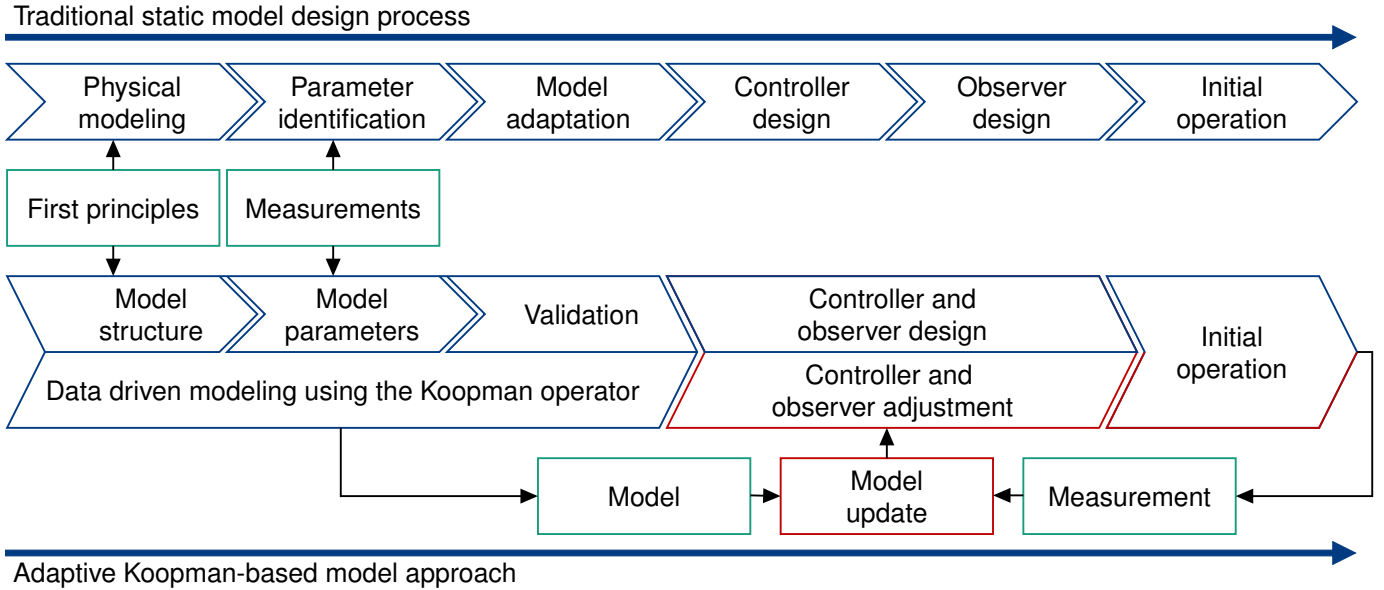 Traditional static model design process
Physical
modeling
Parameter
identification
Model
adaptation
Controller
design
Observer
design
Initial
operation
First principles
Measurements
Model
structure
Model
parameters
Validation
Controller and
observer design
Initial
operation
Data driven modeling using the Koopman operator
Controller and
observer adjustment
Model
Model
update
Measurement
Adaptive Koopman-based model approach